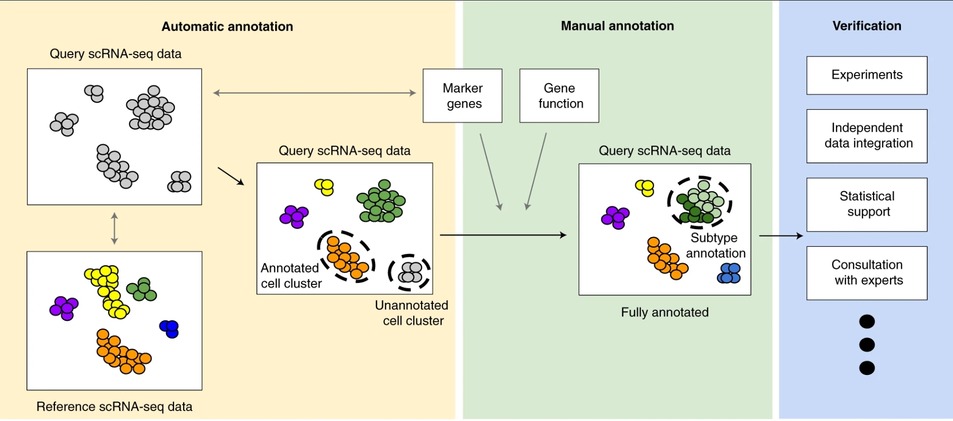 Automatic annotation
Query scRNA-seq data
Reference scRNA-seq data
Query scRNA-seq data
Annotated
cell cluster
Unannotated
cell cluster
Manual annotation
Marker
genes
Gene
function
Query scRNA-seq data
Subtype
annotation
Fully annotated
Verification
Experiments
Independent
data integration
Statistical
support
Consultation
with experts